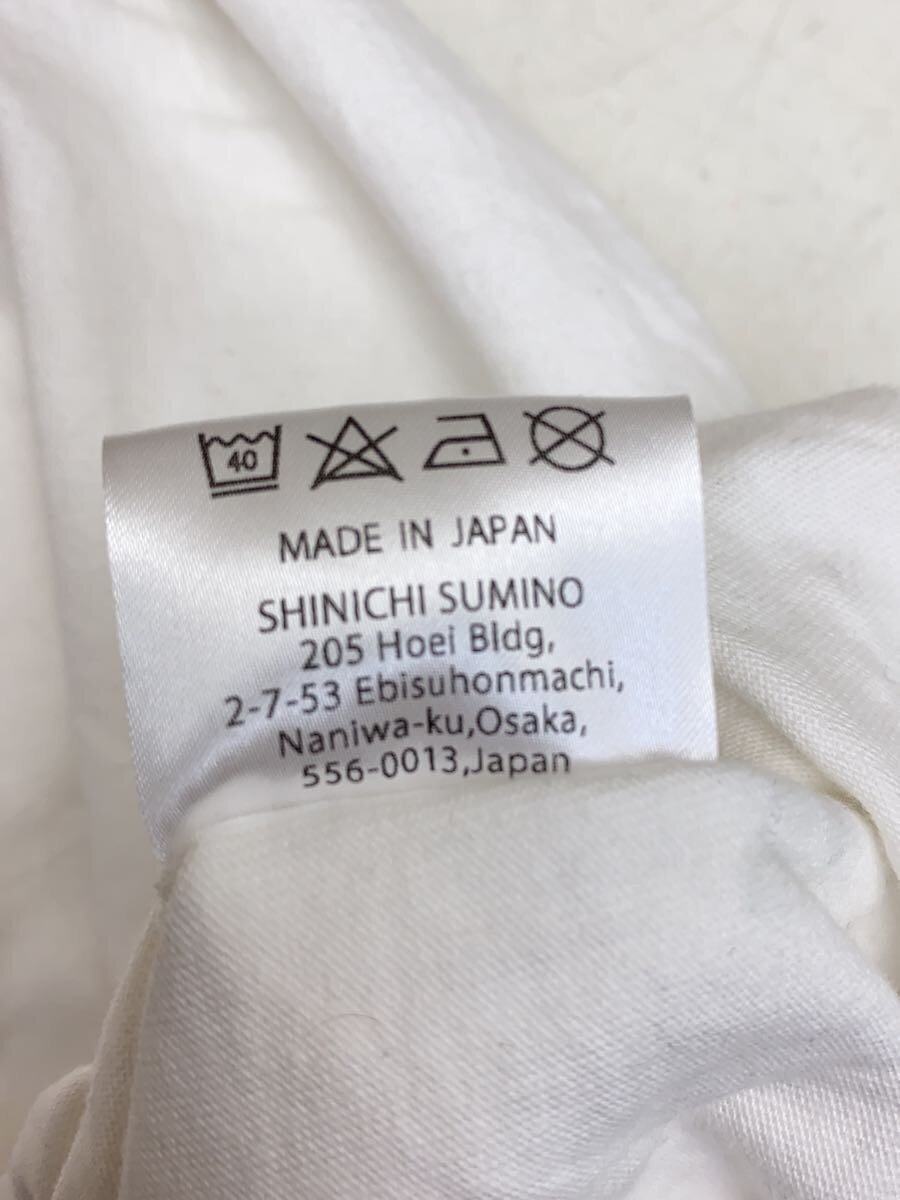 40
MADE IN JAPAN
SHINICHI SUMINO
205 Hoei Bldg,
2-7-53 Ebisuhonmachi,
Naniwa-ku,Osaka,
556-0013,Japan